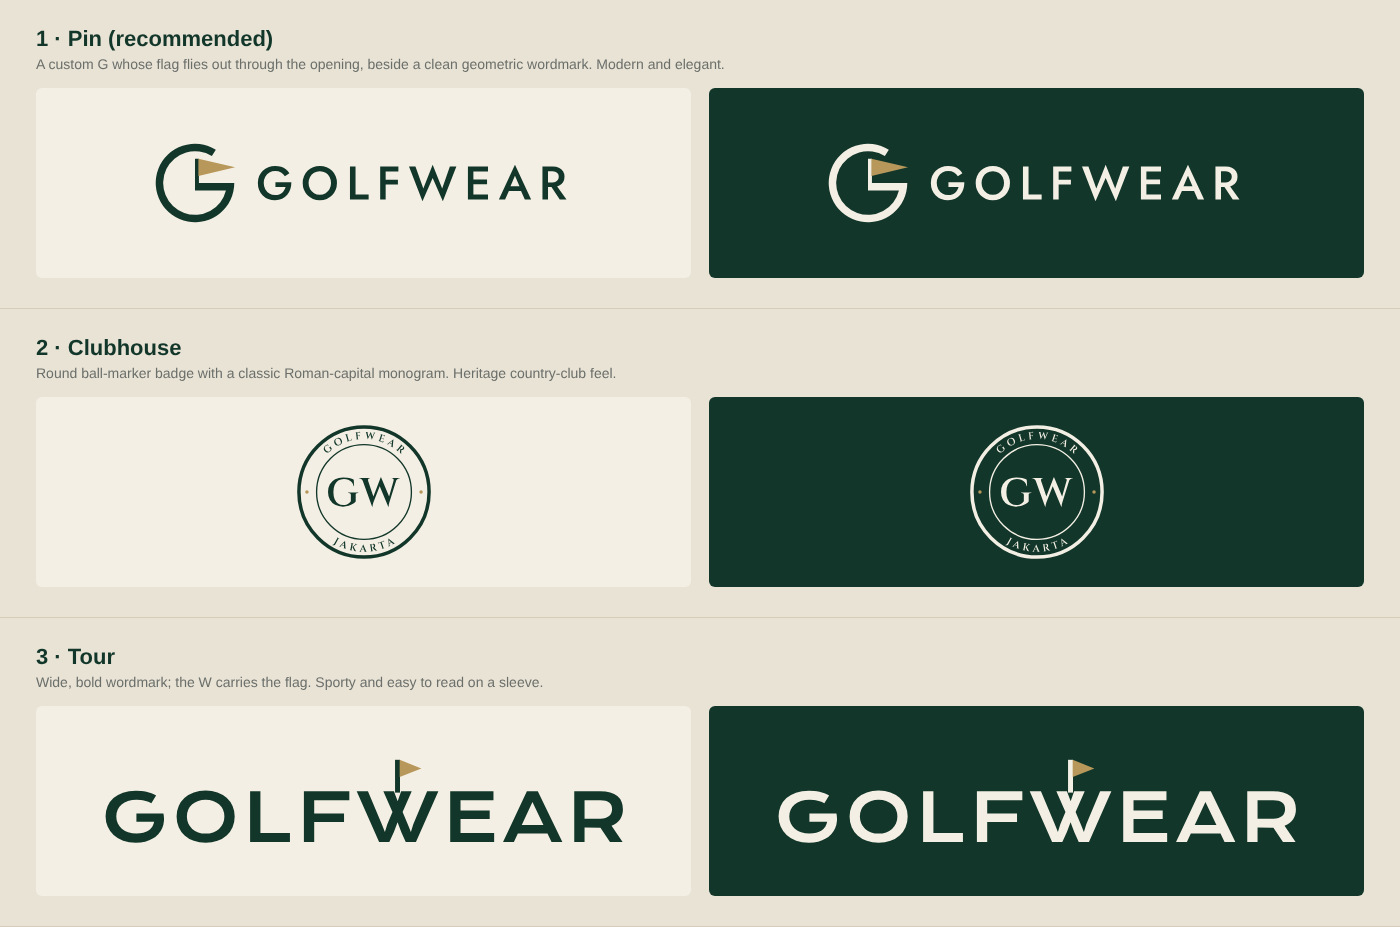 1 · Pin (recommended)
A custom G whose flag flies out through the opening, beside a clean geometric wordmark. Modern and elegant.
G GOLFWEAR
G GOLFWEAR
2 · Clubhouse
Round ball-marker badge with a classic Roman-capital monogram. Heritage country-club feel.
GOLFWEAR
GW
JAKARTA
GOLFWEAR
GW
JAKARTA
3 · Tour
Wide, bold wordmark; the W carries the flag. Sporty and easy to read on a sleeve.
GOLFWEAR
GOLFWEAR